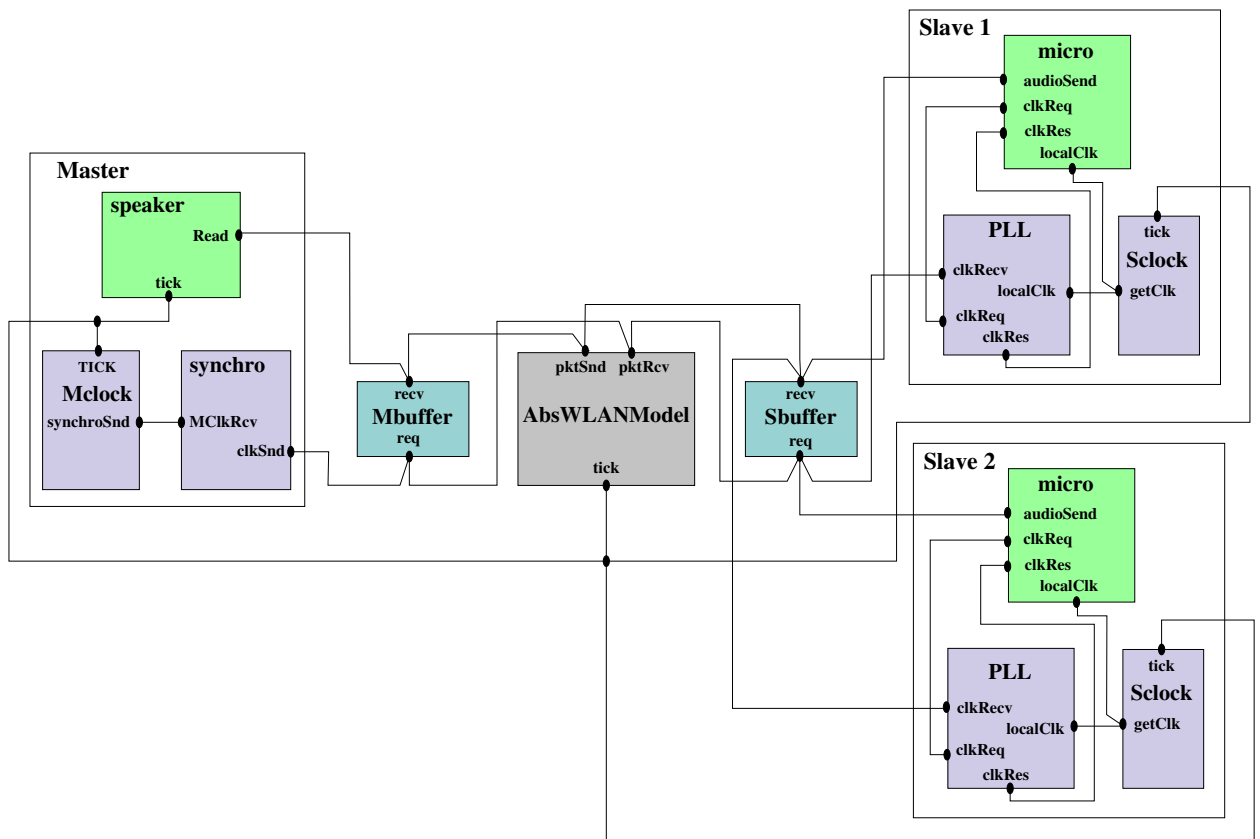 Slave 1
micro
audioSend
clkReq
clkRes
localClk
PLL
clkRecv
localClk
clkReq
clkRes
tick
Sclock
getClk
Master
speaker
Read
tick
TICK
Mclock
synchroSnd
synchro
MClkRcv
clkSnd
recv
Mbuffer
req
pktSnd pktRcv
AbsWLANModel
tick
recv
Sbuffer
req
Slave 2
micro
audioSend
clkReq
clkRes
localClk
PLL
clkRecv
localClk
clkReq
clkRes
tick
Sclock
getClk